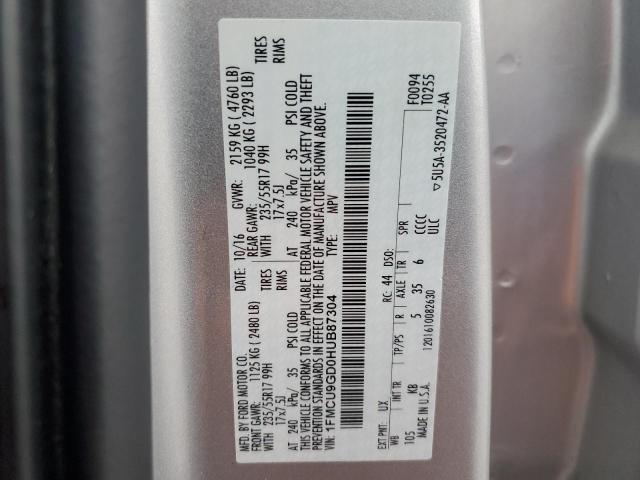 MFD. BY FORD MOTOR CO.
DATE: 10/16 GVWR: 2159 KG ( 4760 LB)
FRONT GAWR: 1125 KG ( 2480 LB) REAR GAWR: 1040 KG ( 2293 LB)
WITH 235/55R17 99H TIRES WITH 235/55R17 99H TIRES
17x7.5J RIMS 17x7.5J RIMS
AT 240 kPa/ 35 PSI COLD AT 240 kPa/ 35 PSI COLD
THIS VEHICLE CONFORMS TO ALL APPLICABLE FEDERAL MOTOR VEHICLE SAFETY AND THEFT
PREVENTION STANDARDS IN EFFECT ON THE DATE OF MANUFACTURE SHOWN ABOVE.
VIN: 1FMCU9GD0HUB87304
TYPE: MPV
EXT PNT: UX RC: 44 DSO: F0094
WB INT TR TP/PS R AXLE TR SPR T0255
105 KB 5 35 6 CCCC
MADE IN U.S.A. 1201610082630 ULC ▽5U5A-3520472-AA